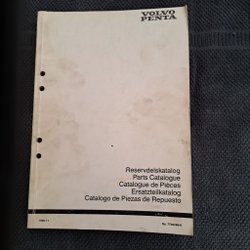 VOLVO
PENTA
Reservdelskatalog
Parts Catalogue
Catalogue de Pièces
Ersatzteilkatalog
Catalogo de Piezas de Repuesto